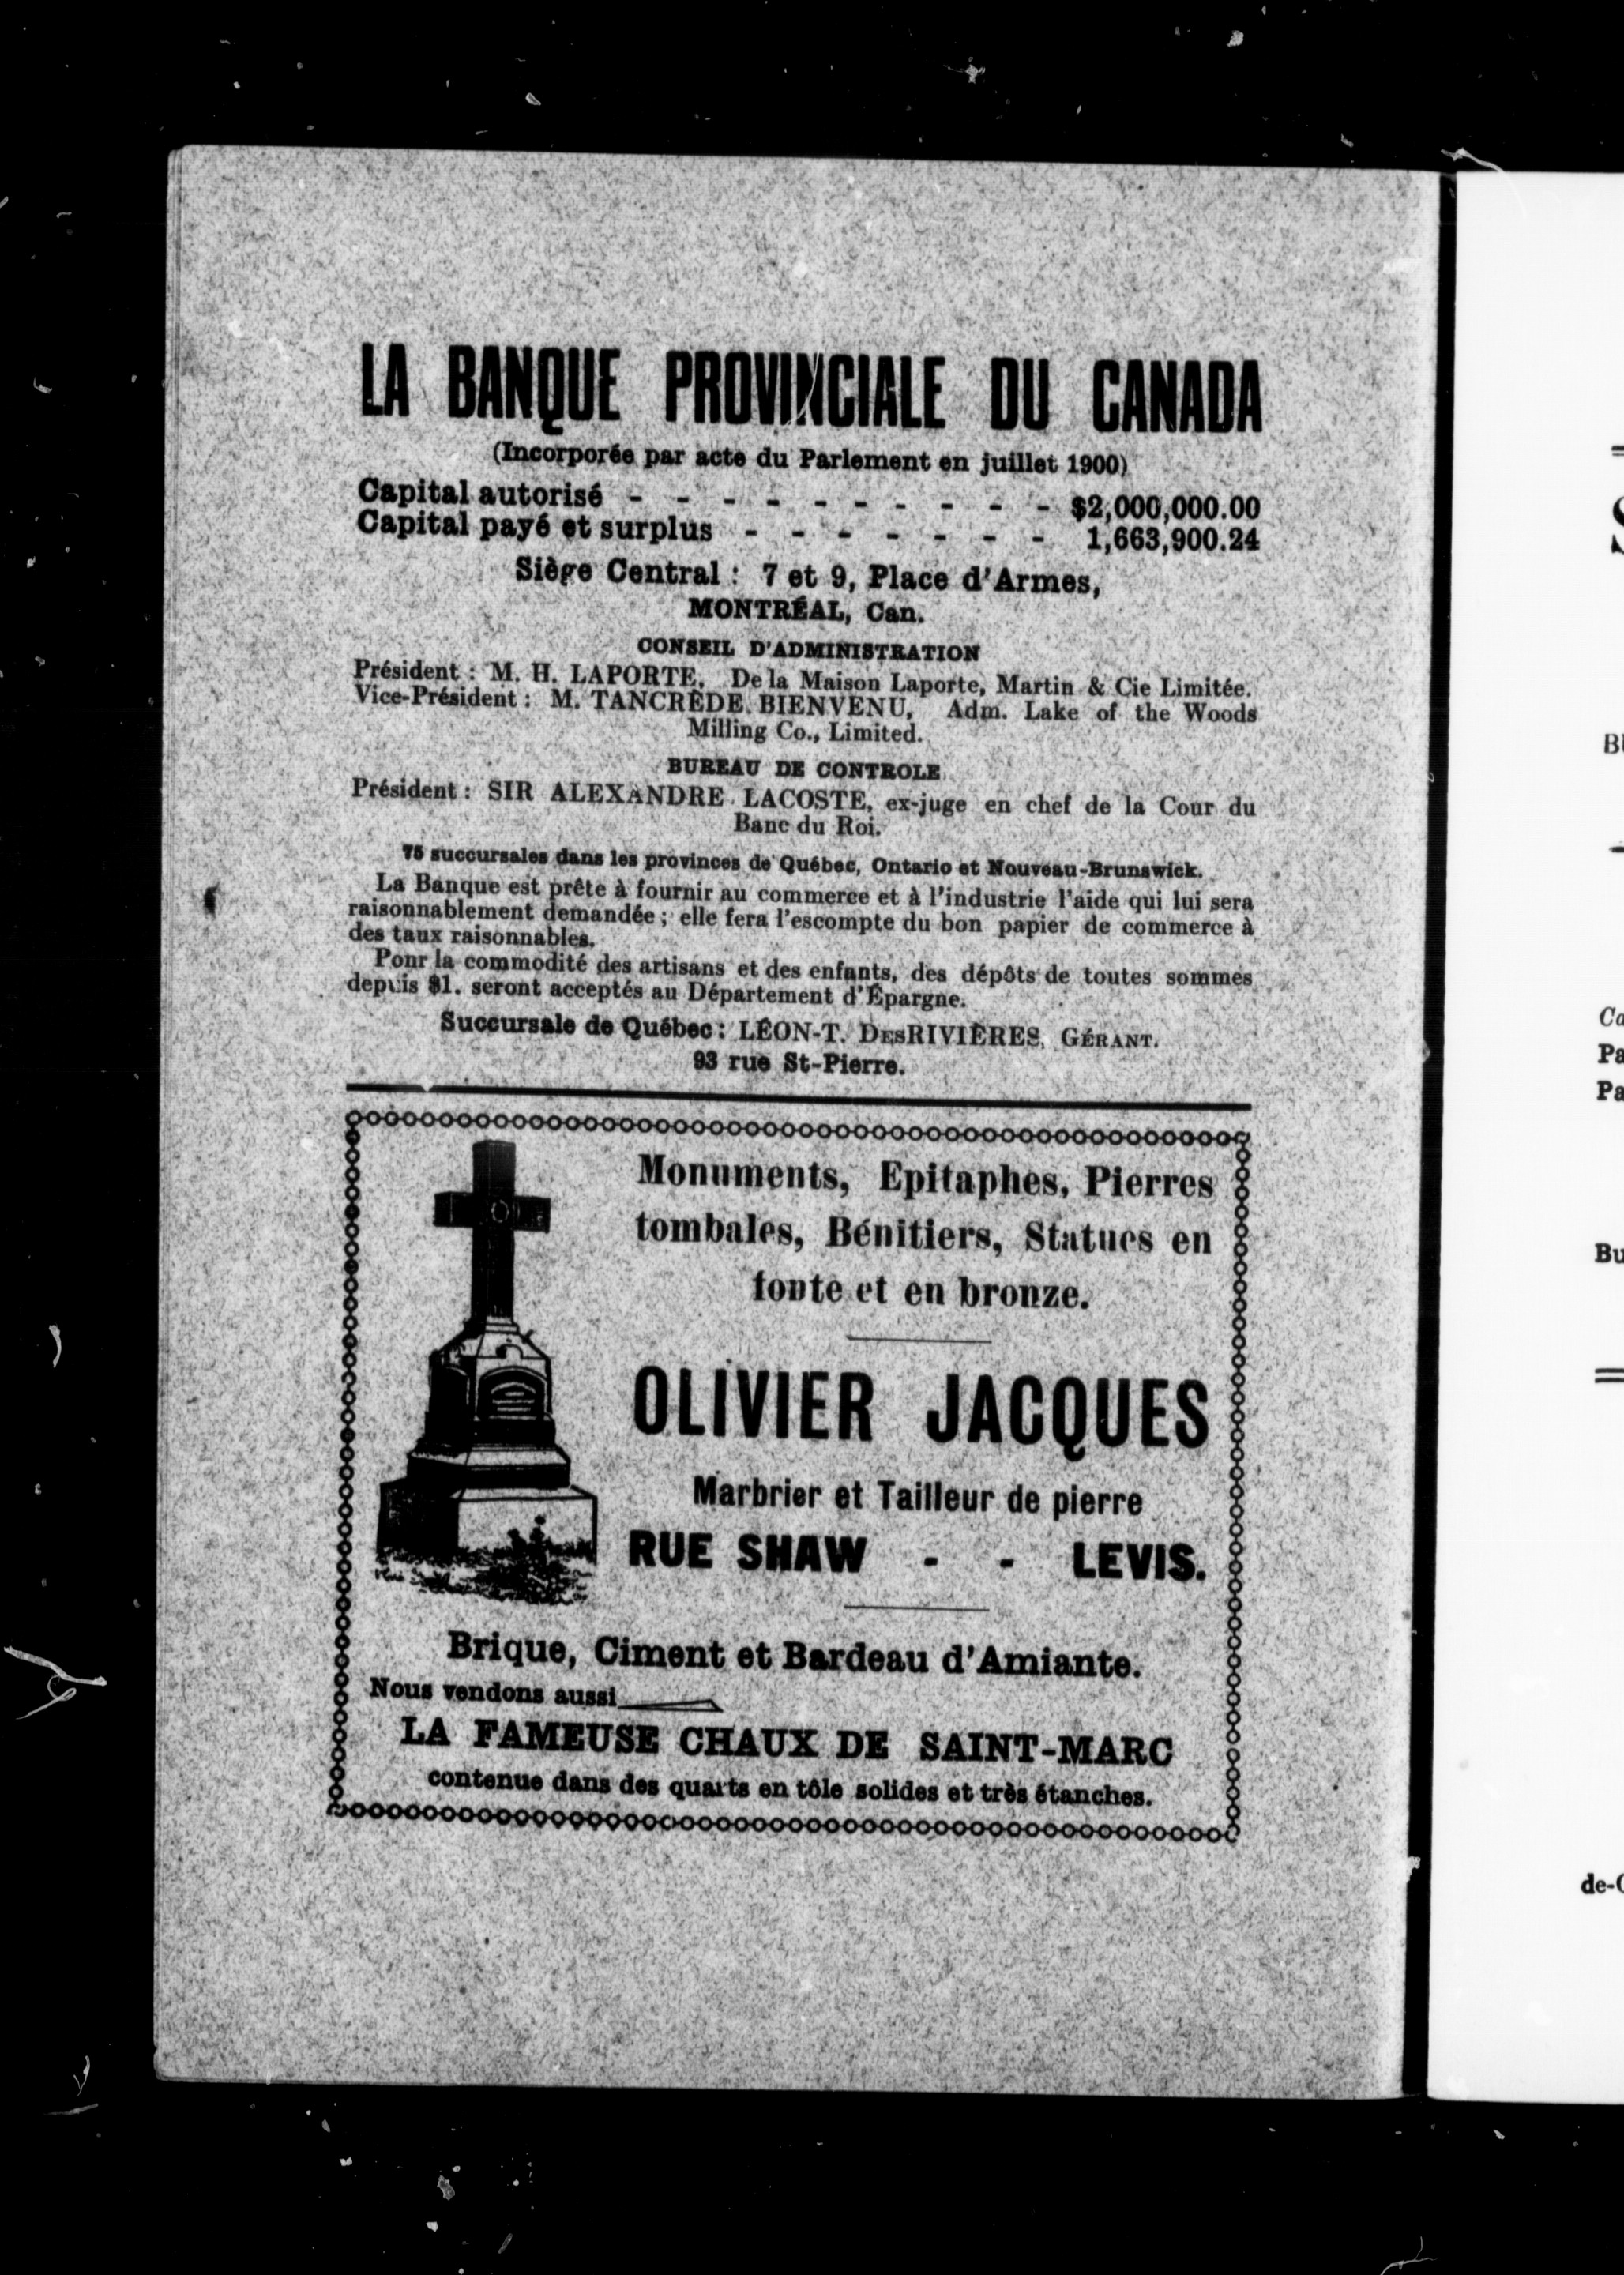 LA BANQUE PROVINCIALE DU CANADA
(Incorporée par acte du Parlement en juillet 1900)
Capital autorisé - - - - - - - - - - $2,000,000.00
Capital payé et surplus - - - - - - - 1,663,900.24
Siège Central : 7 et 9, Place d'Armes,
MONTRÉAL, Can.
CONSEIL D'ADMINISTRATION
Président : M. H. LAPORTE, De la Maison Laporte, Martin & Cie Limitée.
Vice-Président : M. TANCRÈDE BIENVENU, Adm. Lake of the Woods
Milling Co., Limited.
BUREAU DE CONTROLE
Président : SIR ALEXANDRE LACOSTE, ex-juge en chef de la Cour du
Banc du Roi.
75 succursales dans les provinces de Québec, Ontario et Nouveau-Brunswick.
La Banque est prête à fournir au commerce et à l'industrie l'aide qui lui sera
raisonnablement demandée ; elle fera l'escompte du bon papier de commerce à
des taux raisonnables.
Ponr la commodité des artisans et des enfants, des dépôts de toutes sommes
depuis $1. seront acceptés au Département d'Épargne.
Succursale de Québec : LÉON-T. DESRIVIÈRES, GÉRANT.
93 rue St-Pierre.
Monuments, Epitaphes, Pierres
tombales, Bénitiers, Statues en
fonte et en bronze.
OLIVIER JACQUES
Marbrier et Tailleur de pierre
RUE SHAW - - LEVIS.
Brique, Ciment et Bardeau d'Amiante.
Nous vendons aussi
LA FAMEUSE CHAUX DE SAINT-MARC
contenue dans des quarts en tôle solides et très étanches.